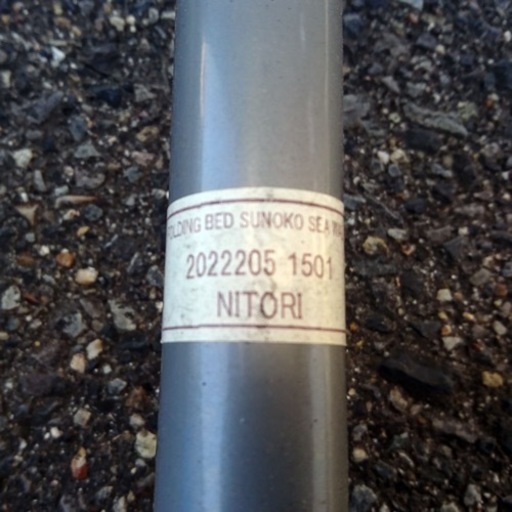 FOLDING BED SUNOKO SEA
2022205 1501
NITORI